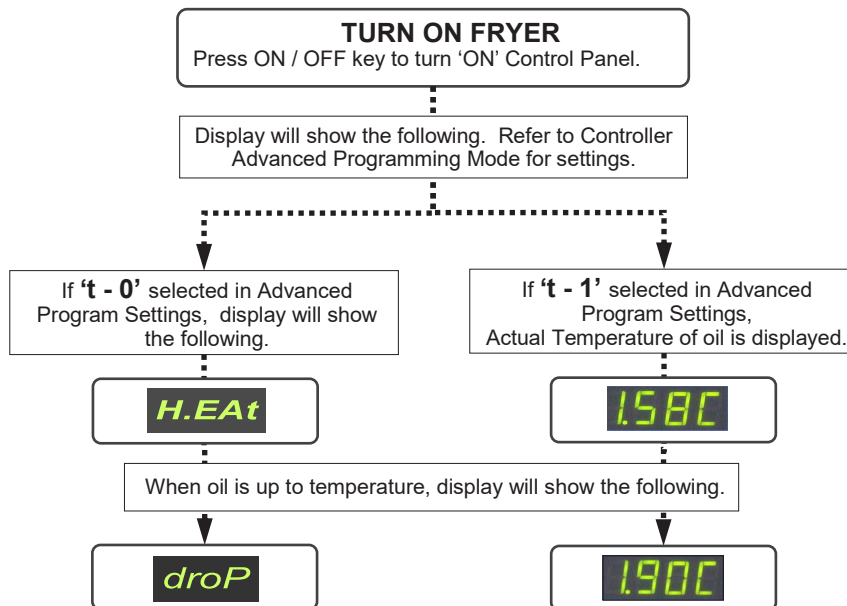 TURN ON FRYER
Press ON / OFF key to turn ‘ON’ Control Panel.
Display will show the following.  Refer to Controller
Advanced Programming Mode for settings.
If ‘t - 0’ selected in Advanced
Program Settings,  display will show
the following.
If ‘t - 1’ selected in Advanced
Program Settings,
Actual Temperature of oil is displayed.
H.EAt
1.58C
When oil is up to temperature, display will show the following.
droP
1.90C